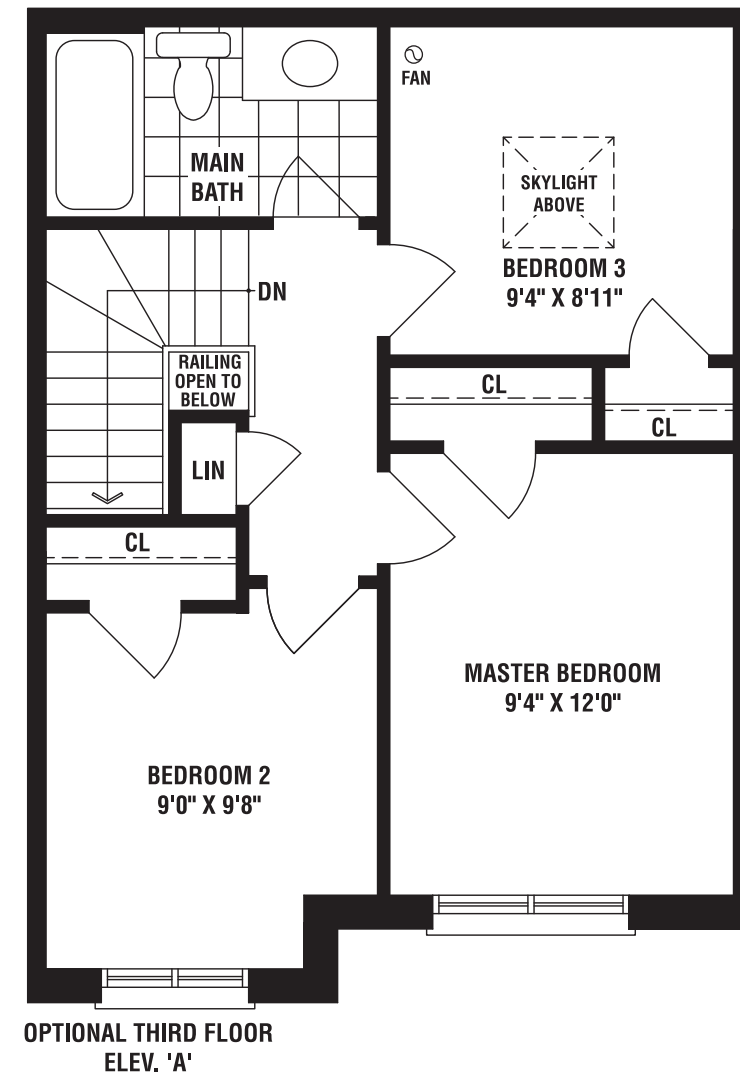 FAN
MAIN
BATH
SKYLIGHT
ABOVE
BEDROOM 3
9'4" X 8'11"
DN
RAILING
OPEN TO
BELOW
CL
CL
LIN
CL
MASTER BEDROOM
9'4" X 12'0"
BEDROOM 2
9'0" X 9'8"
OPTIONAL THIRD FLOOR
ELEV, 'A'